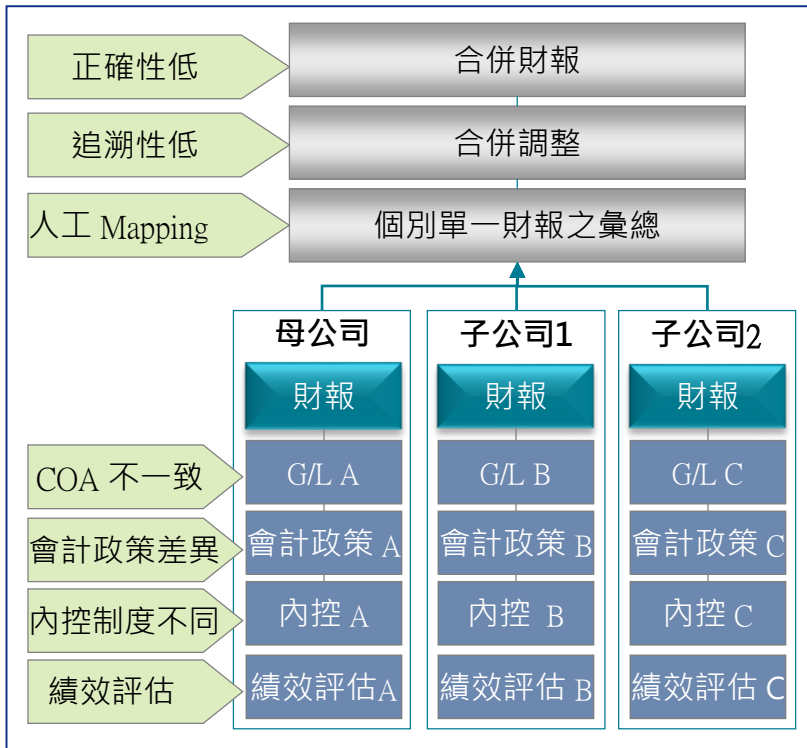 正確性低
合併財報
追溯性低
合併調整
人工 Mapping
個別單一財報之彙總
母公司
子公司1
子公司2
財報
財報
財報
COA 不一致
G/L A
G/L B
G/L C
會計政策差異
會計政策 A
會計政策 B
會計政策 C
內控制度不同
內控 A
內控 B
內控 C
績效評估
績效評估A
績效評估 B
績效評估 C